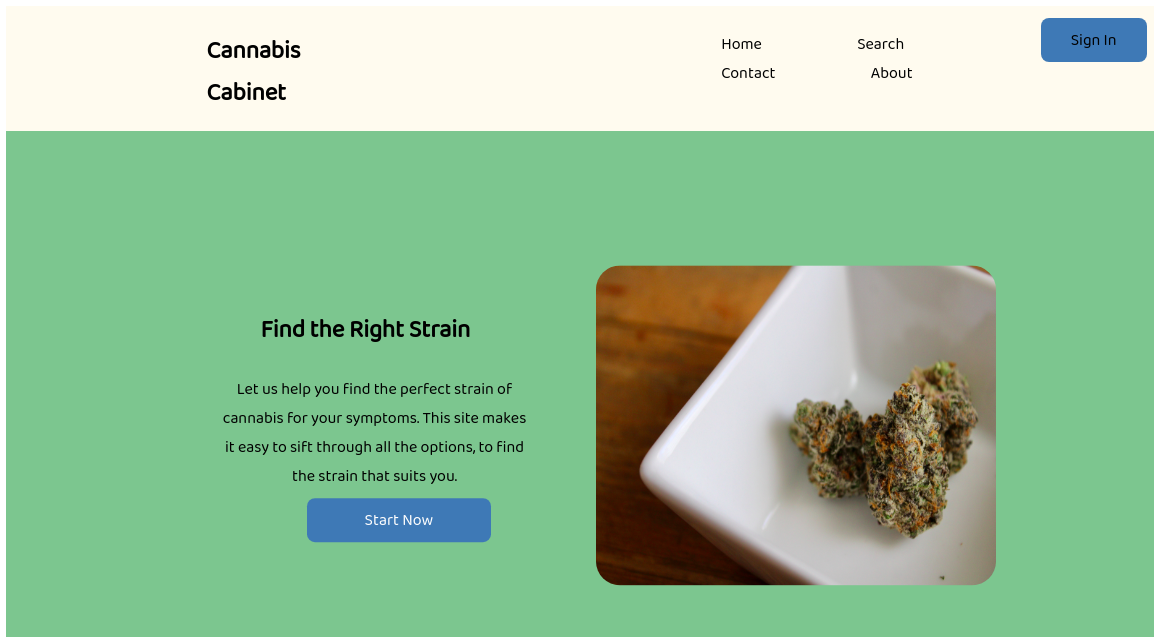 Cannabis
Cabinet
Home Search
Contact About
Sign In
Find the Right Strain
Let us help you find the perfect strain of
cannabis for your symptoms. This site makes
it easy to sift through all the options, to find
the strain that suits you.
Start Now